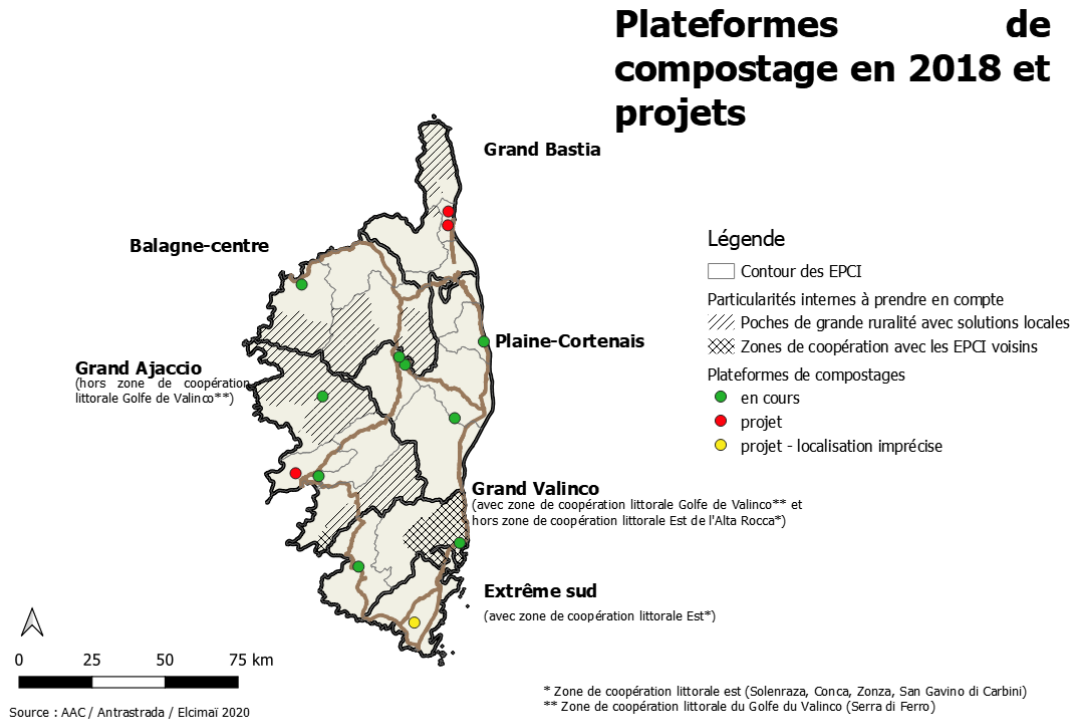 Plateformes de
compostage en 2018 et
projets
Grand Bastia
Balagne-centre
Plaine-Cortenais
Grand Ajaccio
(hors zone de coopération
littorale Golfe de Valinco**)
Grand Valinco
(avec zone de coopération littorale Golfe de Valinco** et
hors zone de coopération littorale Est de l'Alta Rocca*)
Extrême sud
(avec zone de coopération littorale Est*)
Légende
Contour des EPCI
Particularités internes à prendre en compte
Poches de grande ruralité avec solutions locales
Zones de coopération avec les EPCI voisins
Plateformes de compostages
en cours
projet
projet - localisation imprécise
0 25 50 75 km
Source : AAC / Antrastrada / Elcimaï 2020
* Zone de coopération littorale est (Solenraza, Conca, Zonza, San Gavino di Carbini)
** Zone de coopération littorale du Golfe du Valinco (Serra di Ferro)